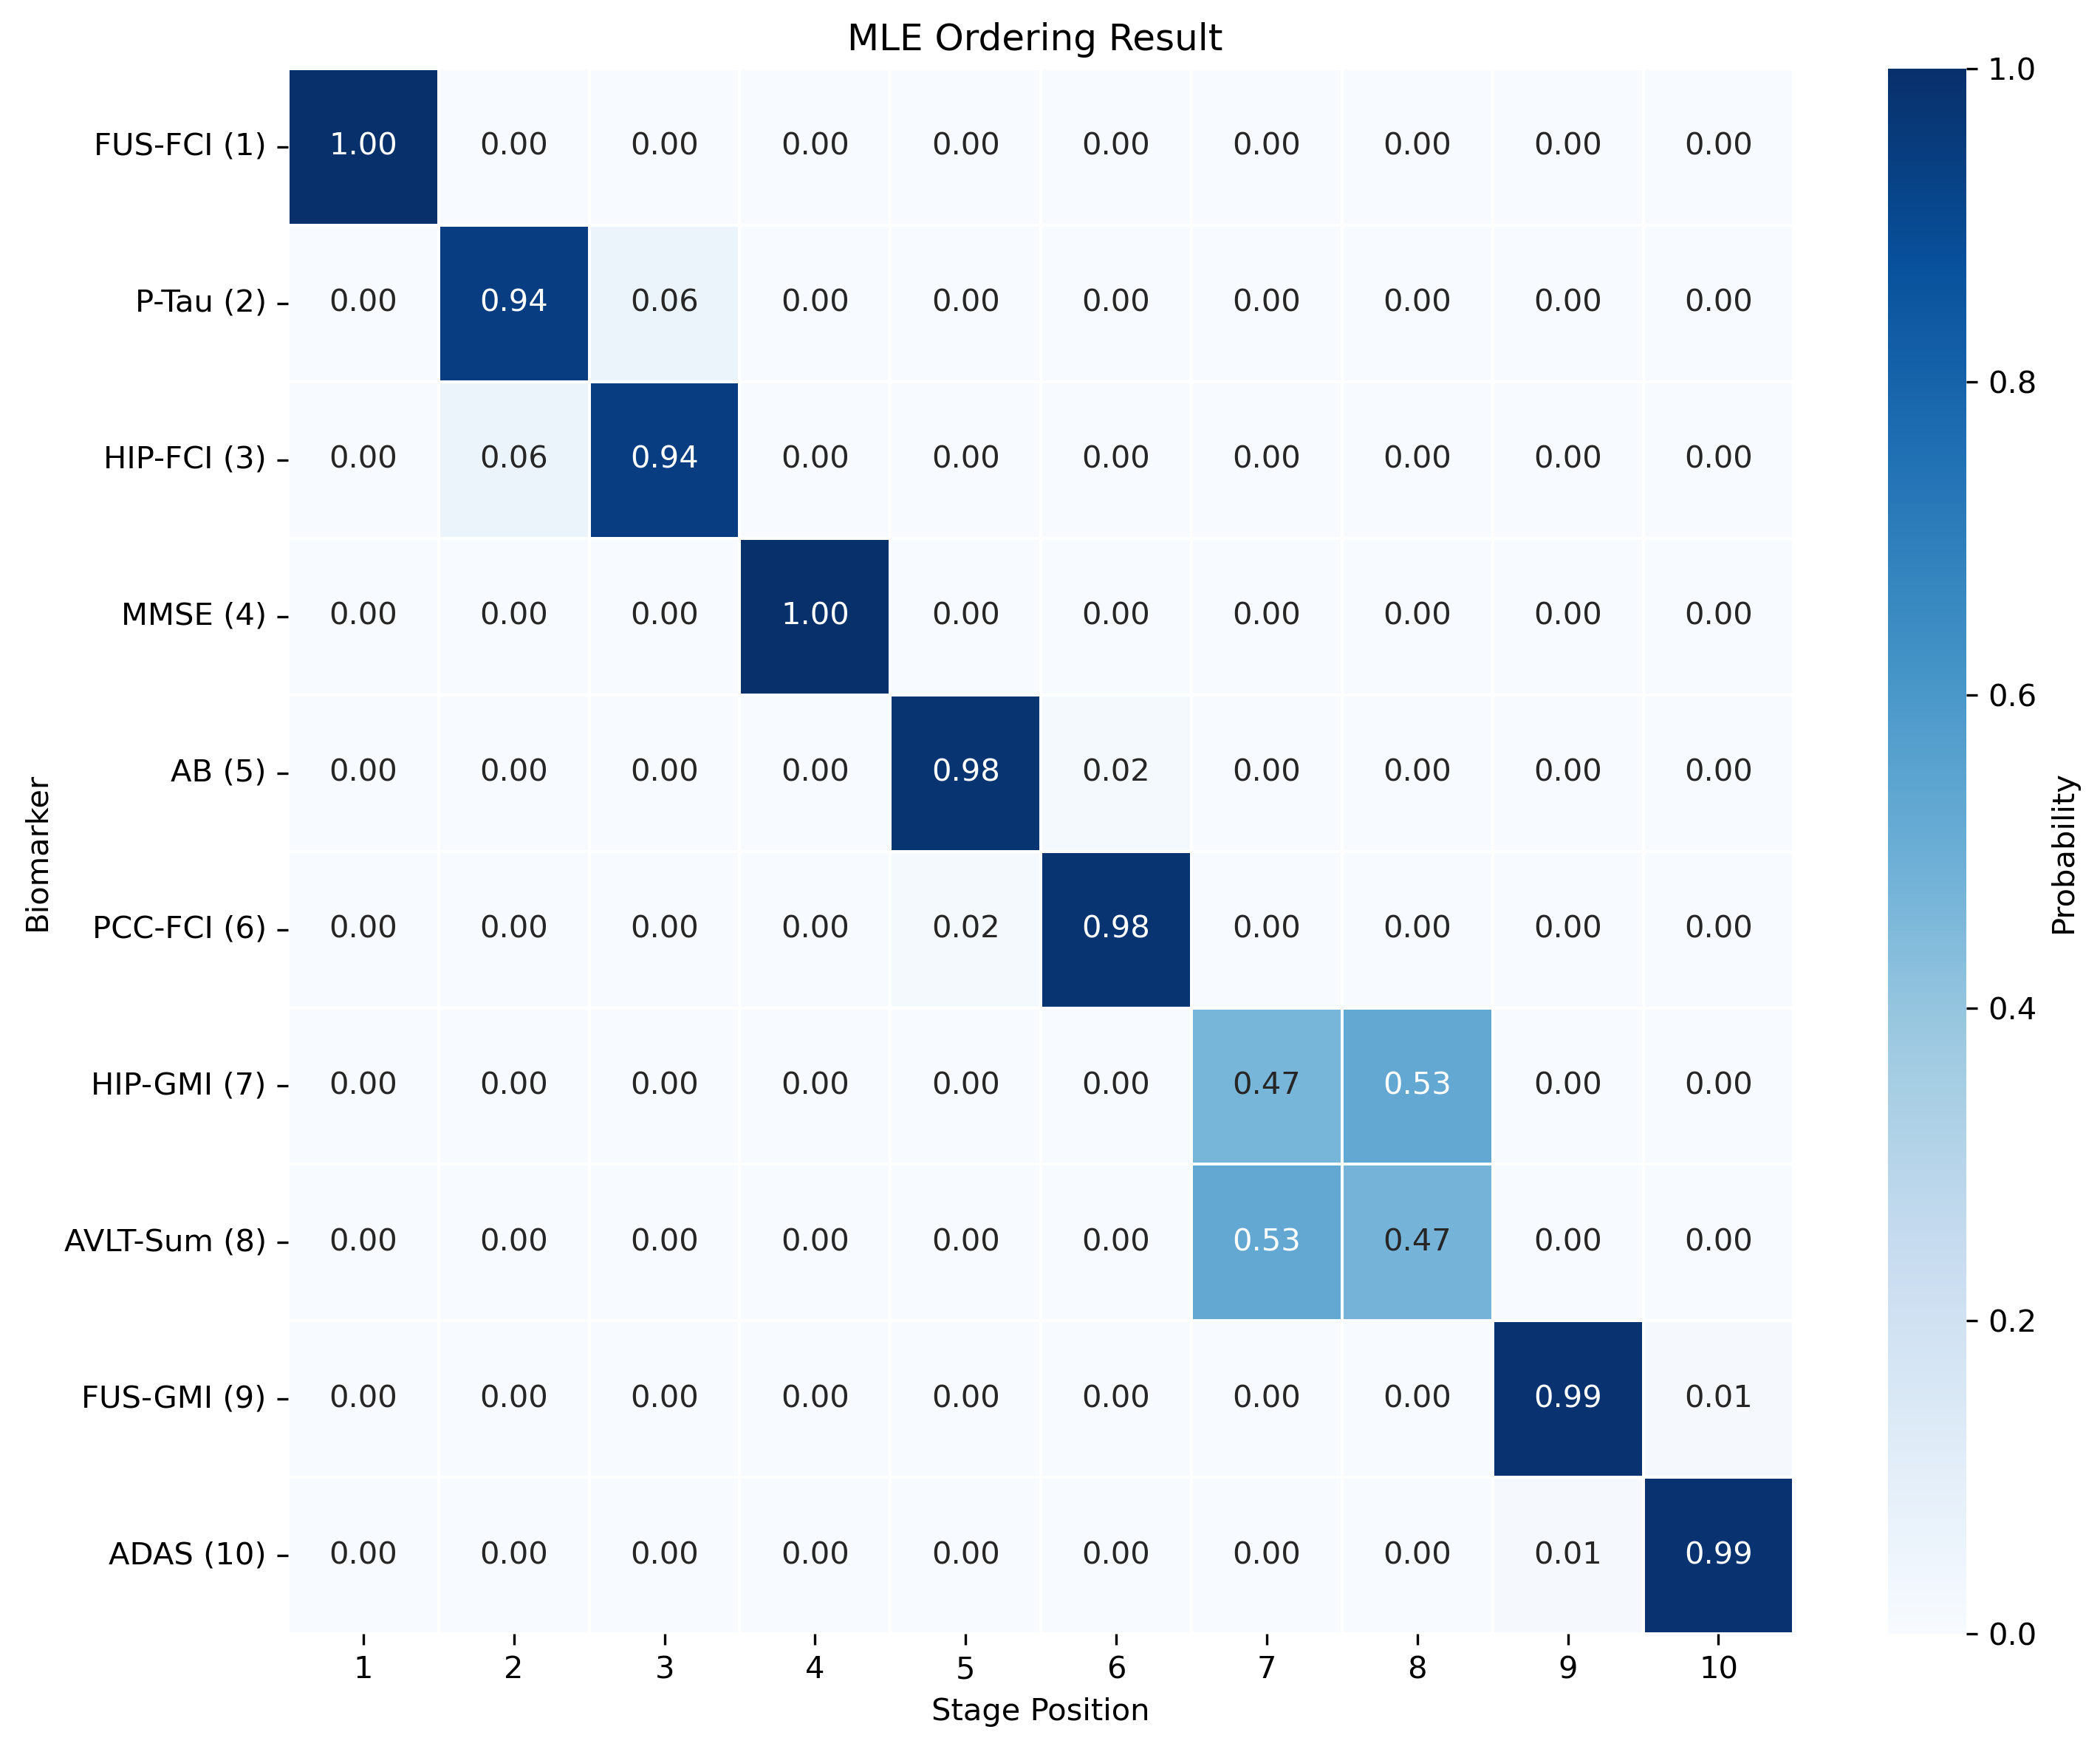 MLE Ordering Result
FUS-FCI (1) 1.00 0.00 0.00 0.00 0.00 0.00 0.00 0.00 0.00 0.00
P-Tau (2) 0.00 0.94 0.06 0.00 0.00 0.00 0.00 0.00 0.00 0.00
HIP-FCI (3) 0.00 0.06 0.94 0.00 0.00 0.00 0.00 0.00 0.00 0.00
MMSE (4) 0.00 0.00 0.00 1.00 0.00 0.00 0.00 0.00 0.00 0.00
AB (5) 0.00 0.00 0.00 0.00 0.98 0.02 0.00 0.00 0.00 0.00
PCC-FCI (6) 0.00 0.00 0.00 0.00 0.02 0.98 0.00 0.00 0.00 0.00
HIP-GMI (7) 0.00 0.00 0.00 0.00 0.00 0.00 0.47 0.53 0.00 0.00
AVLT-Sum (8) 0.00 0.00 0.00 0.00 0.00 0.00 0.53 0.47 0.00 0.00
FUS-GMI (9) 0.00 0.00 0.00 0.00 0.00 0.00 0.00 0.00 0.99 0.01
ADAS (10) 0.00 0.00 0.00 0.00 0.00 0.00 0.00 0.00 0.01 0.99
1 2 3 4 5 6 7 8 9 10
Stage Position
Biomarker
1.0
0.8
0.6
0.4
0.2
0.0
Probability